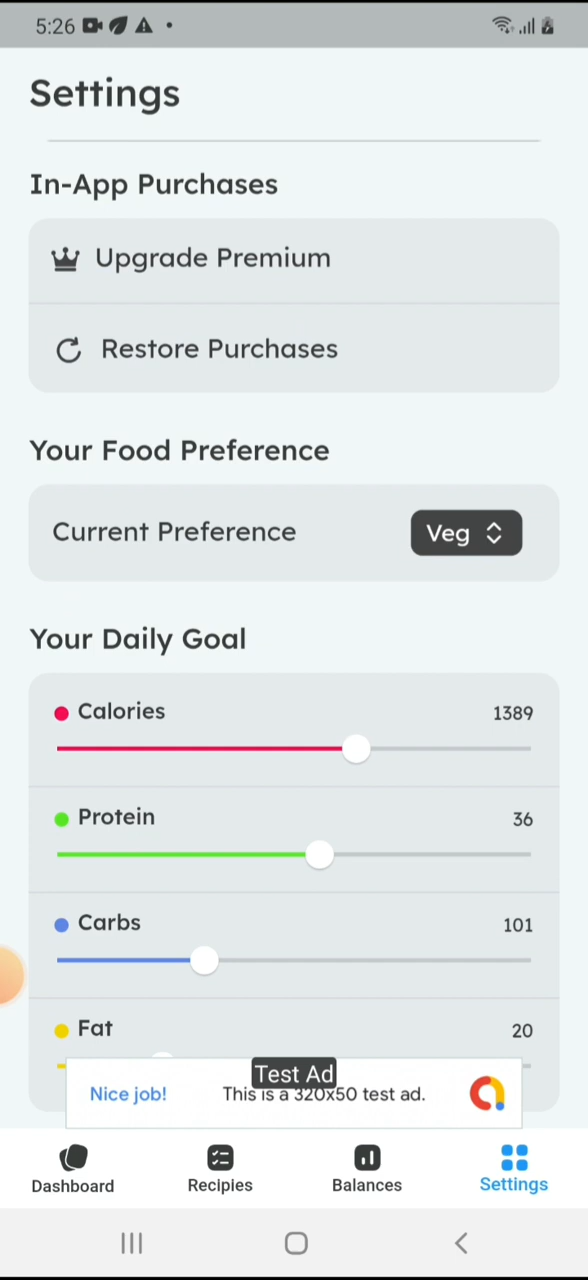 5:26
Settings
In-App Purchases
Upgrade Premium
Restore Purchases
Your Food Preference
Current Preference
Veg
Your Daily Goal
Calories 1389
Protein 36
Carbs 101
Fat 20
Test Ad
Nice job! This is a 320x50 test ad.
Dashboard Recipies Balances Settings